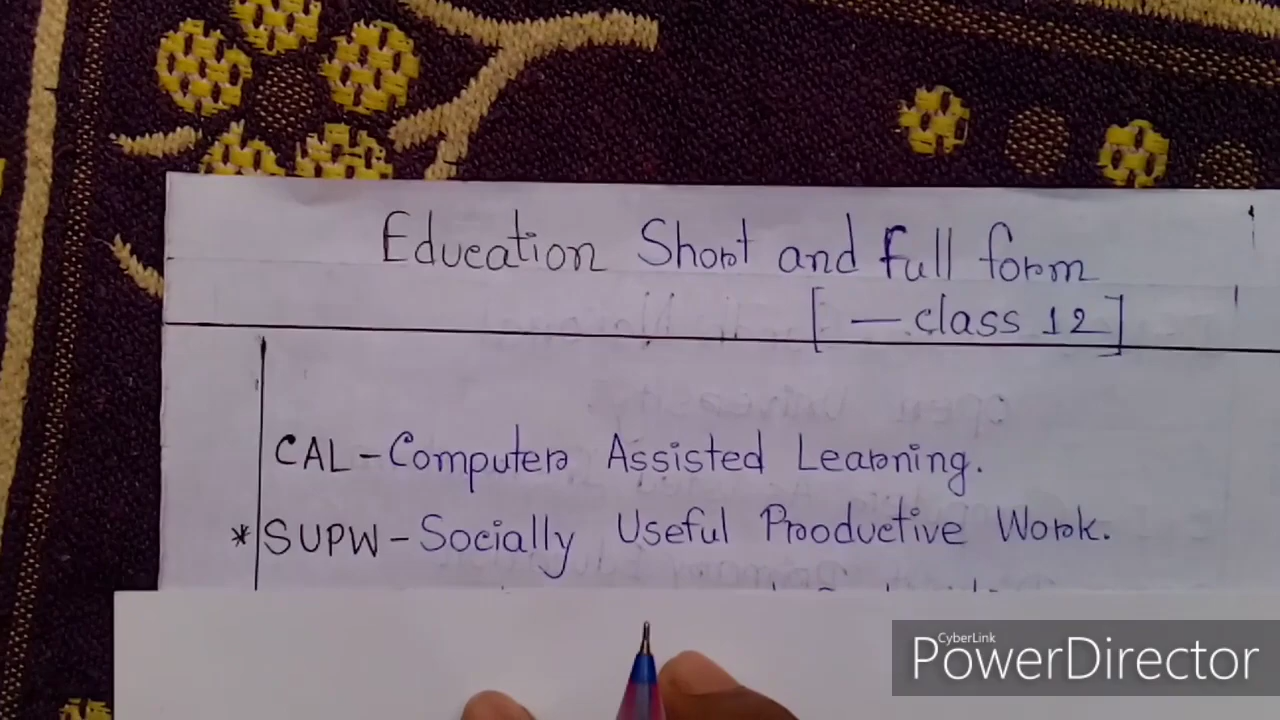 Education Short and Full form
[ — class 12 ]
CAL - Computer Assisted Learning.
* SUPW - Socially Useful Productive Work.
CyberLink
PowerDirector